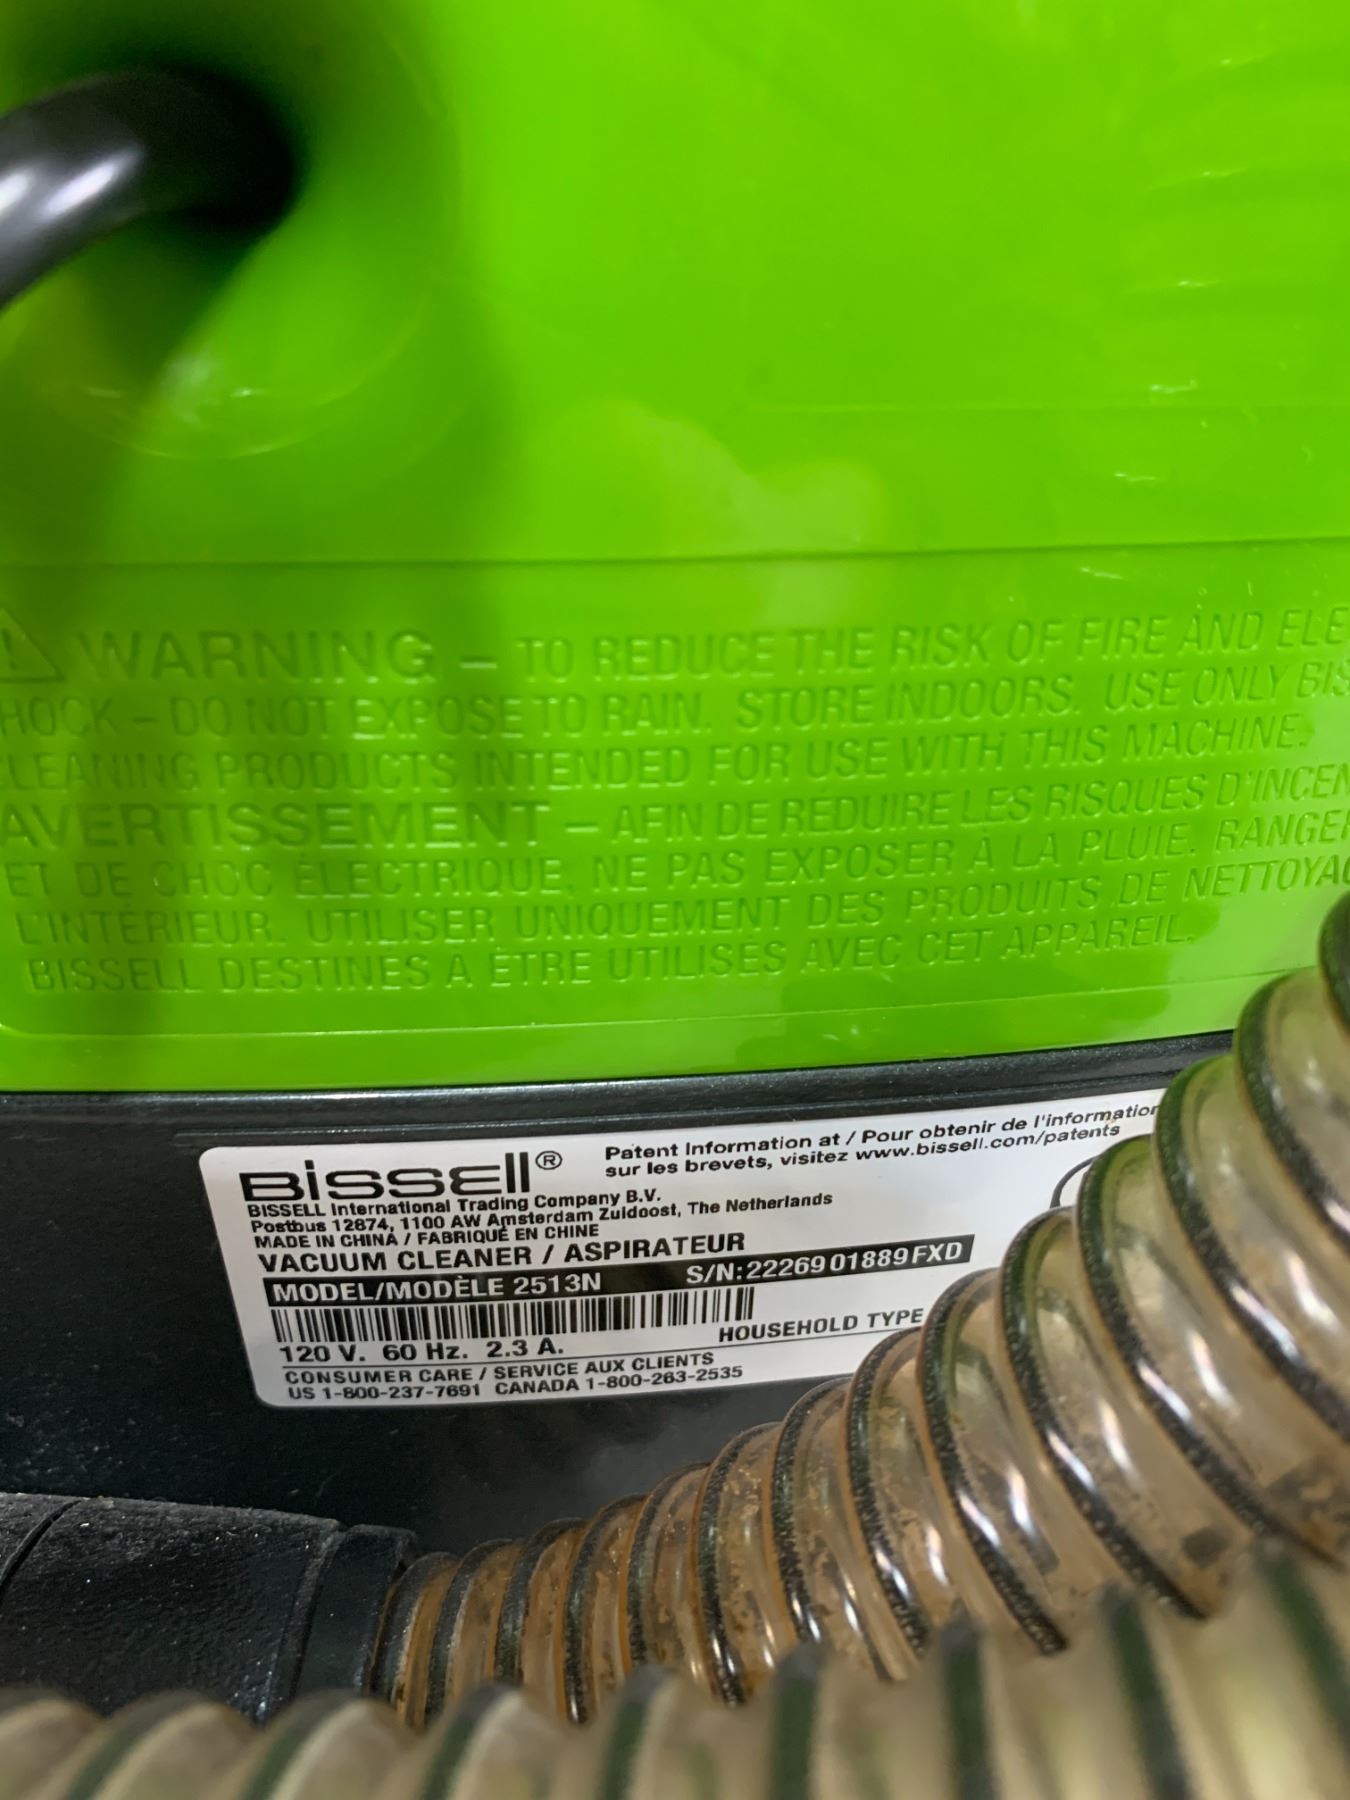 WARNING – TO REDUCE THE RISK OF FIRE AND ELE
HOCK – DO NOT EXPOSE TO RAIN. STORE INDOORS. USE ONLY BIS
LEANING PRODUCTS INTENDED FOR USE WITH THIS MACHINE.
AVERTISSEMENT – AFIN DE RÉDUIRE LES RISQUES D'INCEN
ET DE CHOC ÉLECTRIQUE, NE PAS EXPOSER À LA PLUIE. RANGER
L'INTÉRIEUR. UTILISER UNIQUEMENT DES PRODUITS DE NETTOYAG
BISSELL DESTINÉS À ÊTRE UTILISÉS AVEC CET APPAREIL.
BISSELL® Patent Information at / Pour obtenir de l'information
sur les brevets, visitez www.bissell.com/patents
BISSELL International Trading Company B.V.
Postbus 12874, 1100 AW Amsterdam Zuidoost, The Netherlands
MADE IN CHINA / FABRIQUÉ EN CHINE
VACUUM CLEANER / ASPIRATEUR
MODEL/MODÈLE 2513N S/N:2226901889FXD
120 V. 60 Hz. 2.3 A. HOUSEHOLD TYPE
CONSUMER CARE / SERVICE AUX CLIENTS
US 1-800-237-7691 CANADA 1-800-263-2535